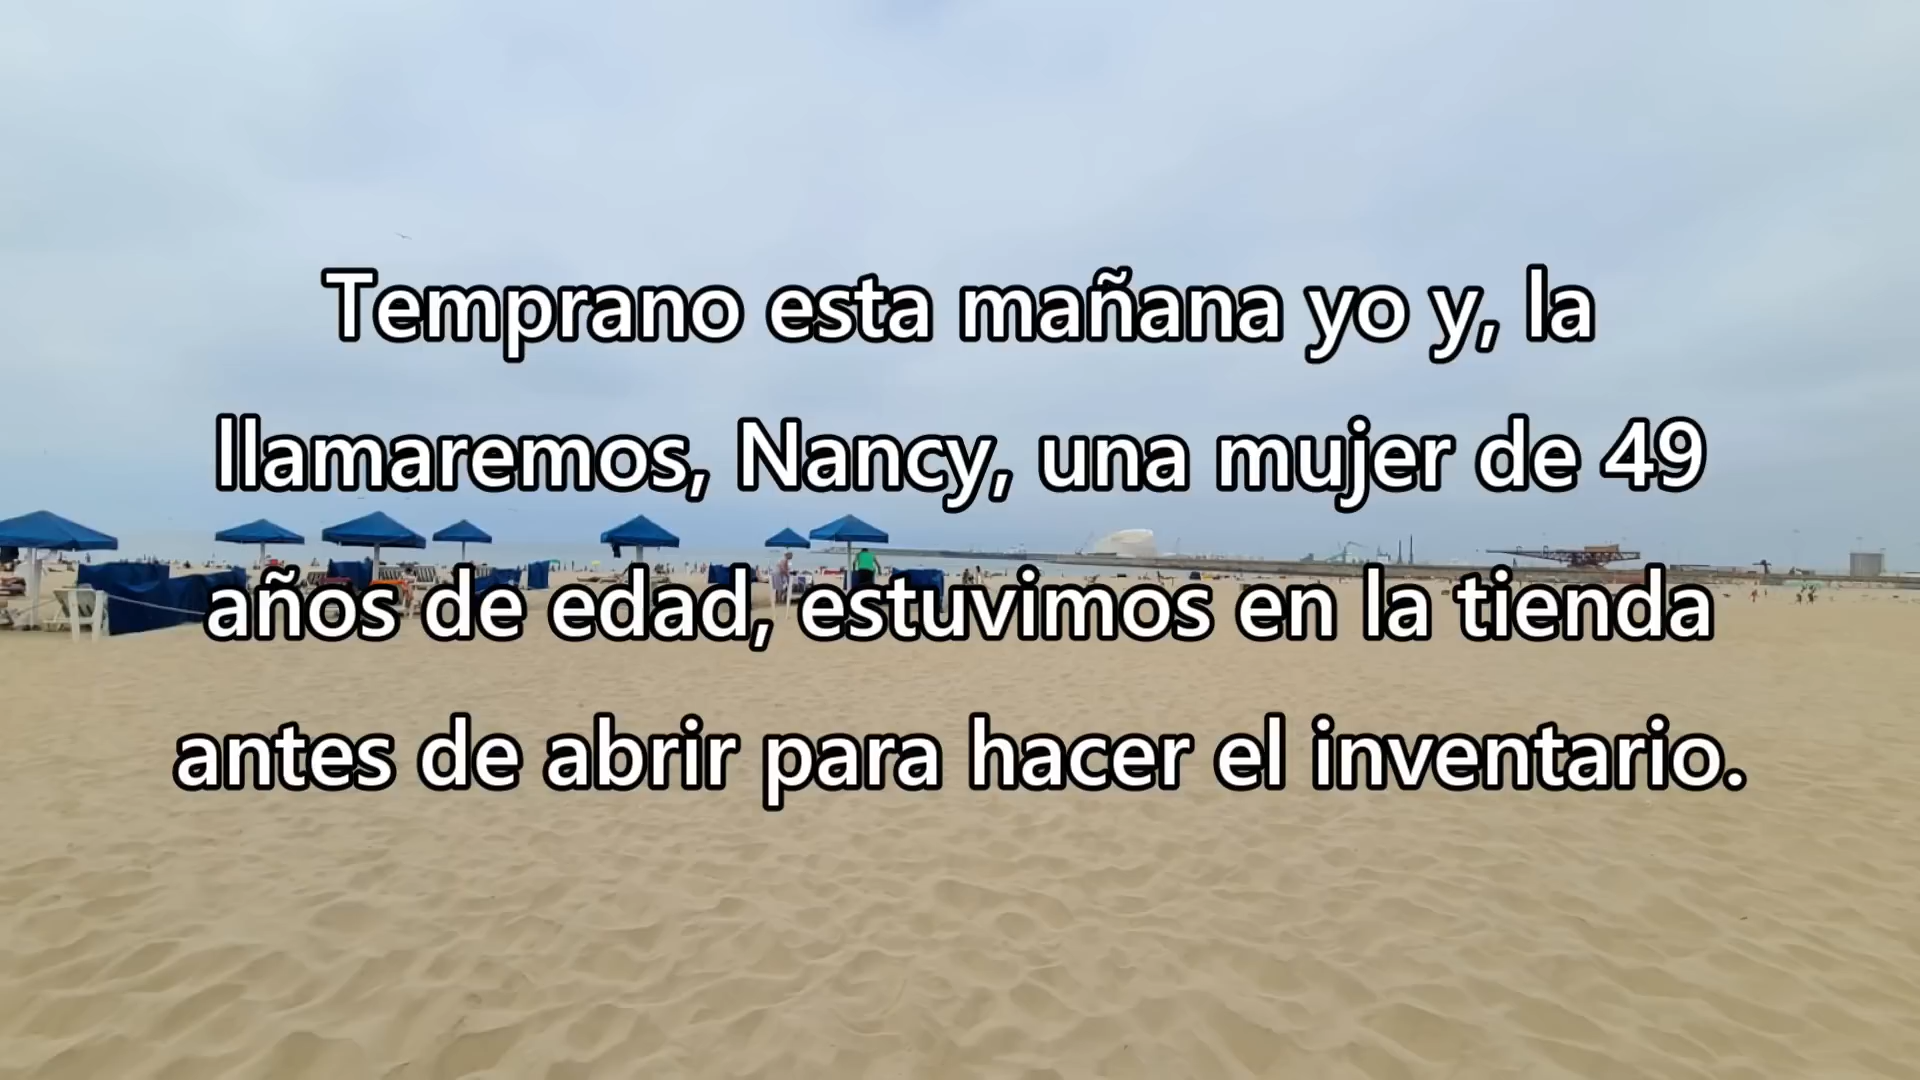 Temprano esta mañana yo y, la
llamaremos, Nancy, una mujer de 49
años de edad, estuvimos en la tienda
antes de abrir para hacer el inventario.